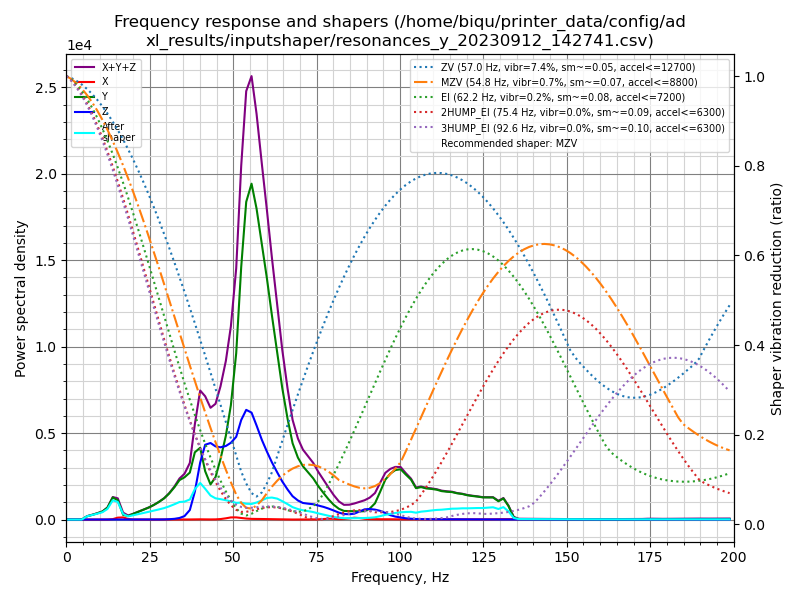 Frequency response and shapers (/home/biqu/printer_data/config/ad
xl_results/inputshaper/resonances_y_20230912_142741.csv)
1e4
X+Y+Z
X
Y
Z
After
shaper
ZV (57.0 Hz, vibr=7.4%, sm~=0.05, accel<=12700)
MZV (54.8 Hz, vibr=0.7%, sm~=0.07, accel<=8800)
EI (62.2 Hz, vibr=0.2%, sm~=0.08, accel<=7200)
2HUMP_EI (75.4 Hz, vibr=0.0%, sm~=0.09, accel<=6300)
3HUMP_EI (92.6 Hz, vibr=0.0%, sm~=0.10, accel<=6300)
Recommended shaper: MZV
Power spectral density
2.5
2.0
1.5
1.0
0.5
0.0
1.0
0.8
0.6
0.4
0.2
0.0
Shaper vibration reduction (ratio)
0 25 50 75 100 125 150 175 200
Frequency, Hz